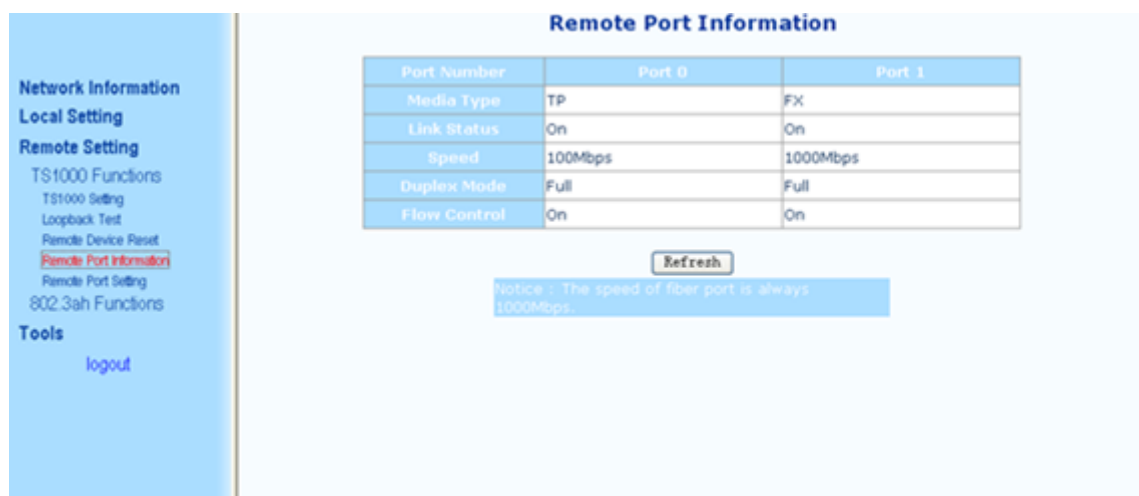 Remote Port Information
Network Information
Local Setting
Remote Setting
TS1000 Functions
TS1000 Setting
Loopback Test
Remote Device Reset
Remote Port Information
Remote Port Setting
802.3ah Functions
Tools
logout
Port Number Port 0 Port 1
Media Type TP FX
Link Status On On
Speed 100Mbps 1000Mbps
Duplex Mode Full Full
Flow Control On On
Refresh
Notice : The speed of fiber port is always
1000Mbps.